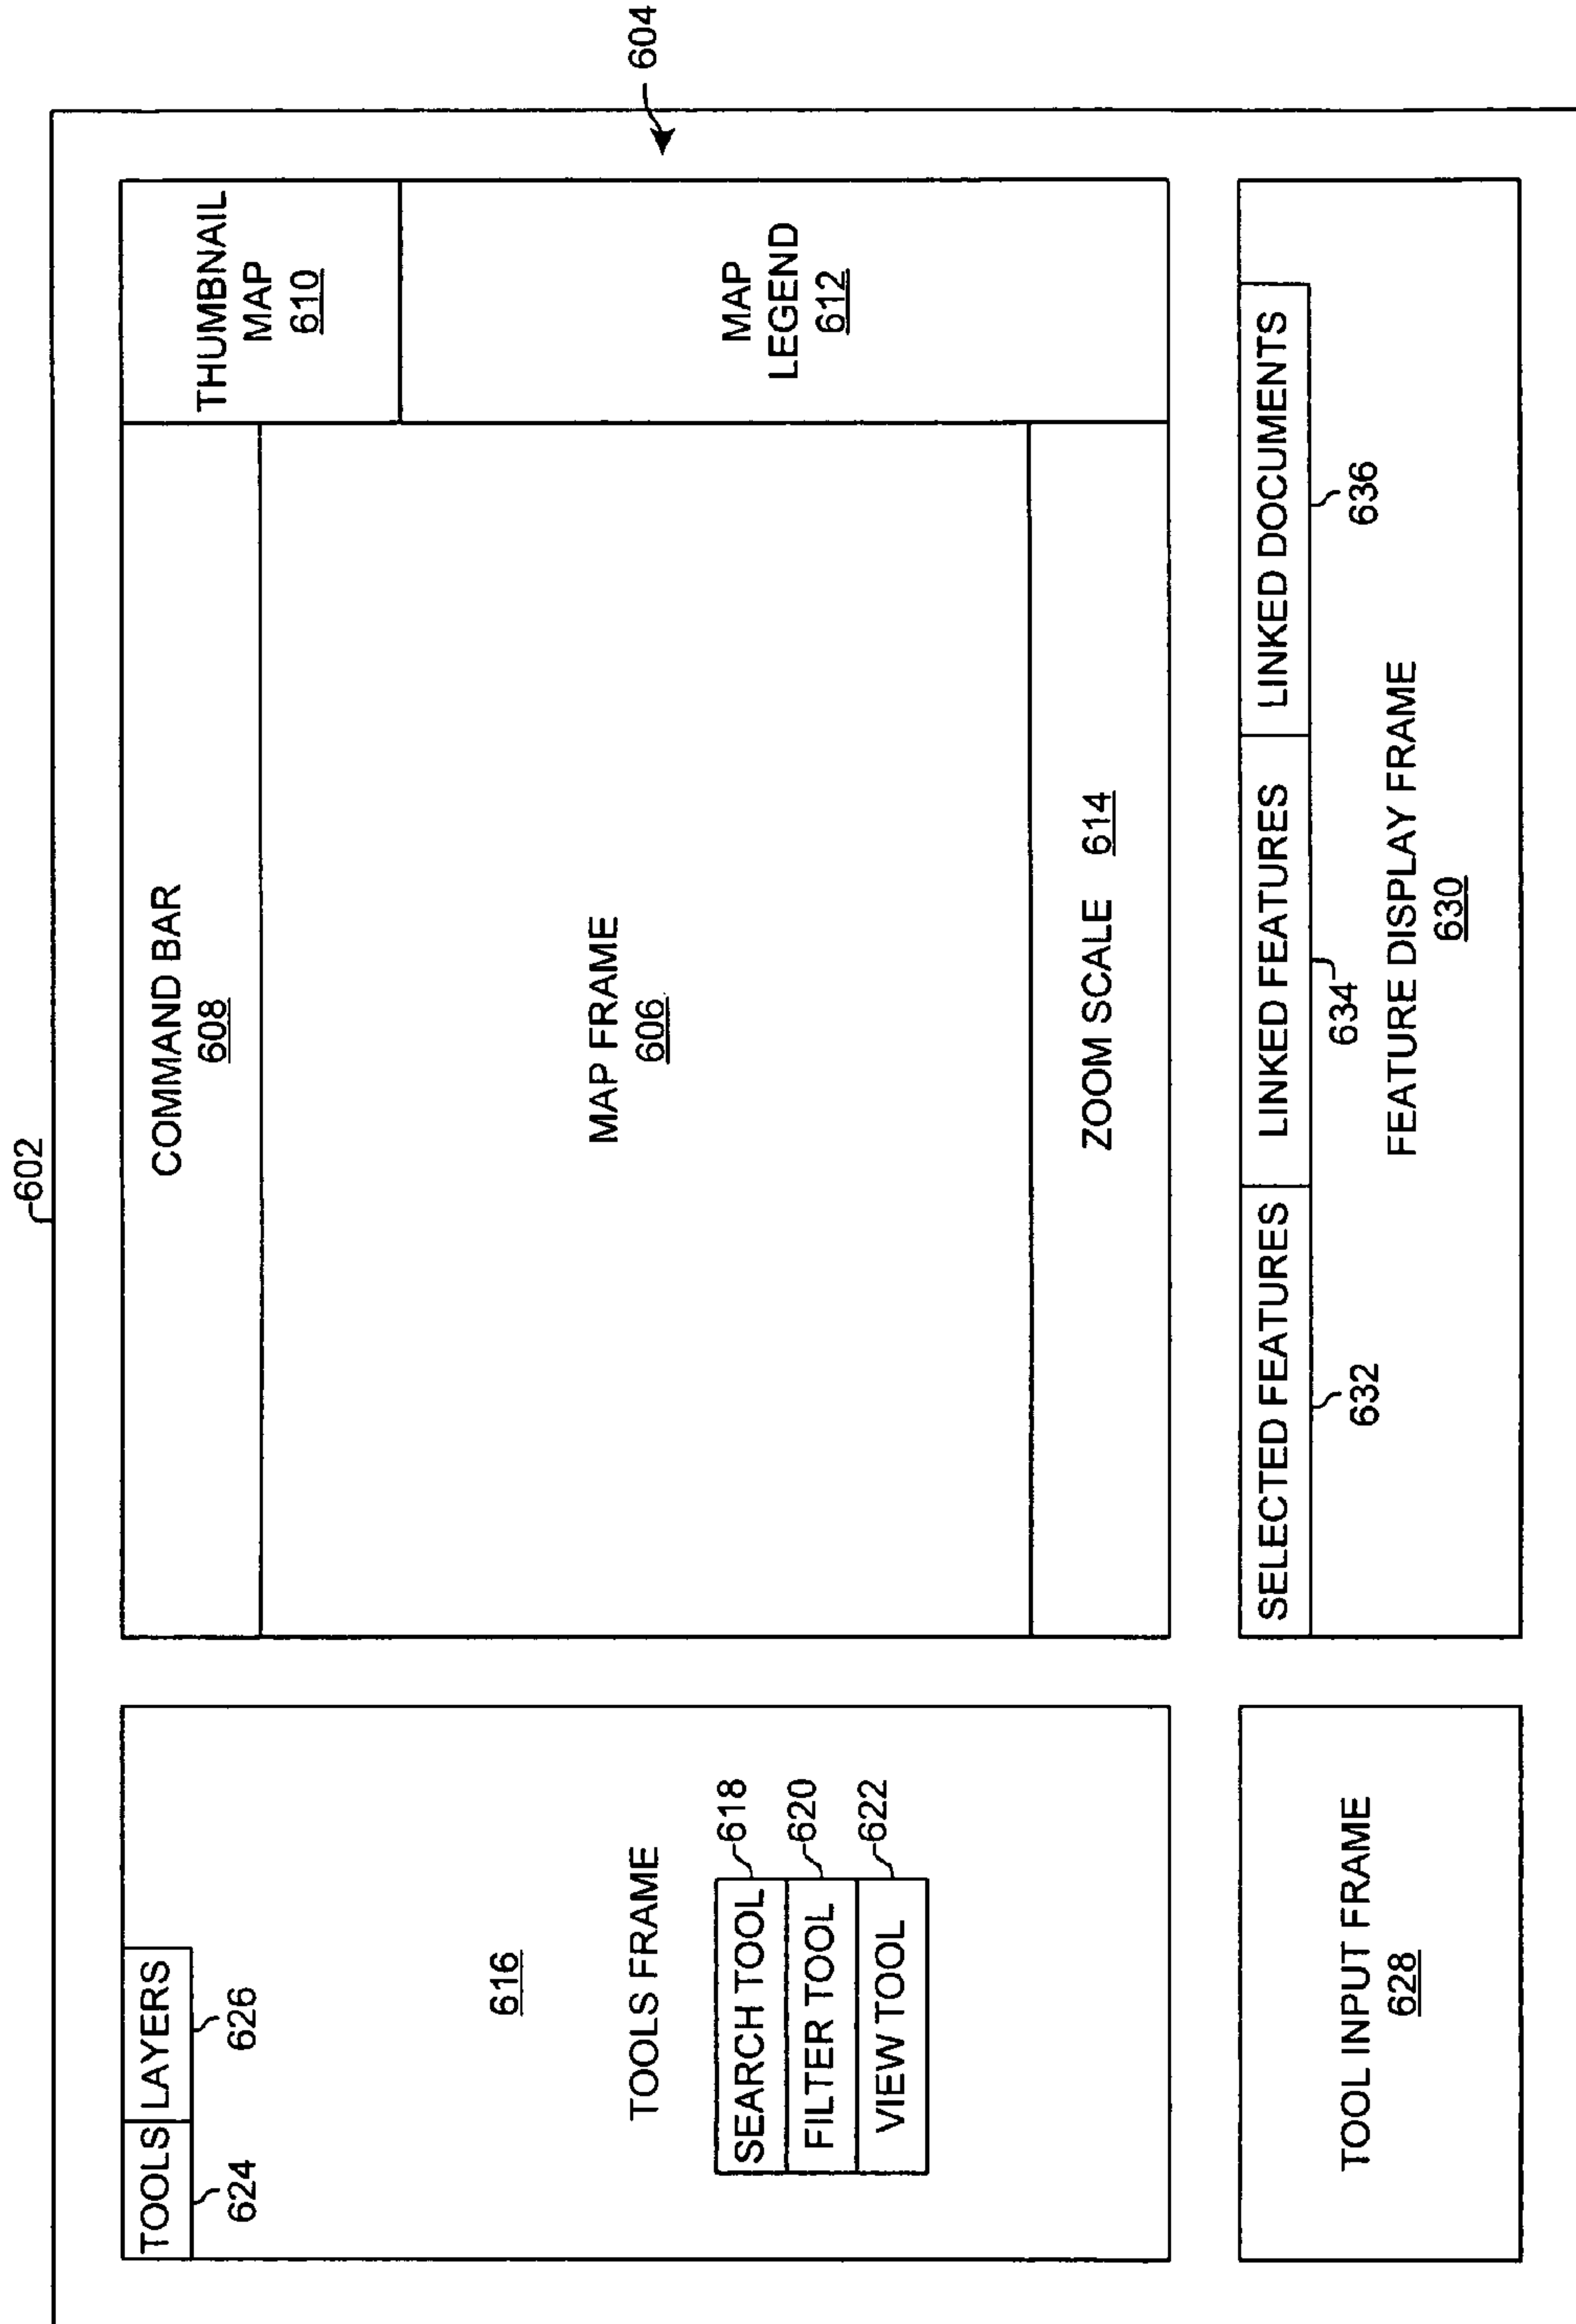 602
604
TOOLS
LAYERS
624
626
616
TOOLS FRAME
SEARCH TOOL
618
FILTER TOOL
620
VIEW TOOL
622
COMMAND BAR
608
THUMBNAIL
MAP
610
MAP FRAME
606
MAP
LEGEND
612
ZOOM SCALE 614
TOOL INPUT FRAME
628
SELECTED FEATURES
LINKED FEATURES
LINKED DOCUMENTS
632
634
636
FEATURE DISPLAY FRAME
630